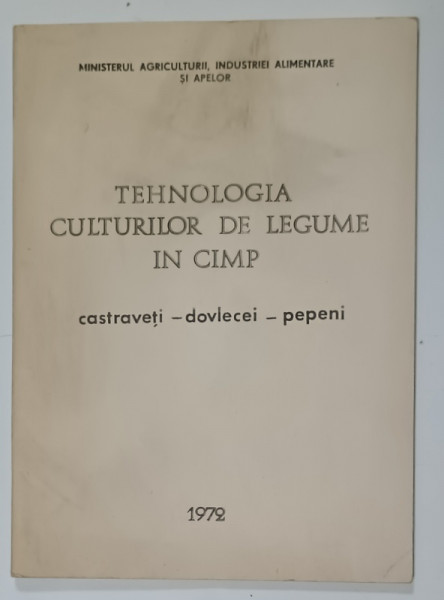 MINISTERUL AGRICULTURII, INDUSTRIEI ALIMENTARE
ȘI APELOR
TEHNOLOGIA
CULTURILOR DE LEGUME
IN CIMP
castraveți – dovlecei – pepeni
1972